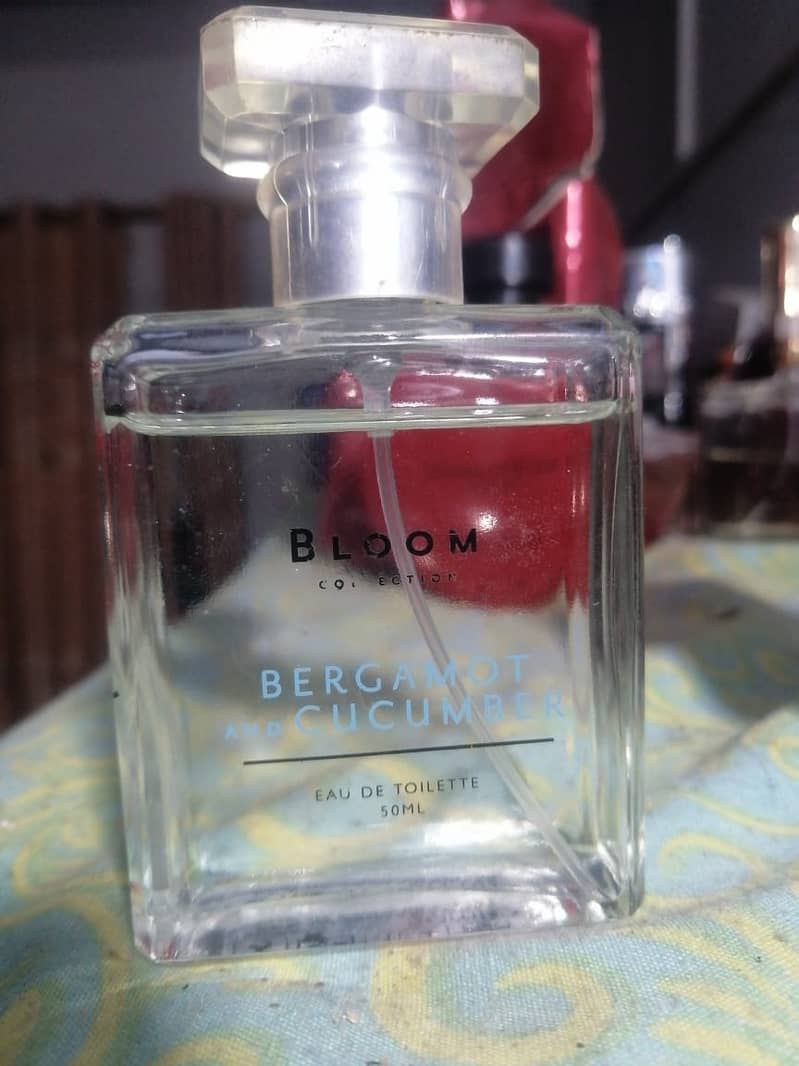 BLOOM
COLLECTION
BERGAMOT
AND CUCUMBER
EAU DE TOILETTE
50ML